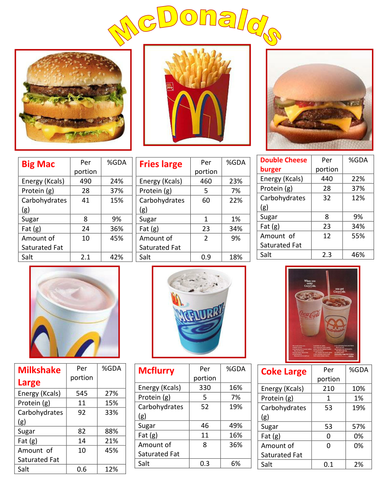 McDonalds
Big Mac Per portion %GDA
Energy (Kcals) 490 24%
Protein (g) 28 37%
Carbohydrates (g) 41 15%
Sugar 8 9%
Fat (g) 24 36%
Amount of Saturated Fat 10 45%
Salt 2.1 42%
Fries large Per portion %GDA
Energy (Kcals) 460 23%
Protein (g) 5 7%
Carbohydrates (g) 60 22%
Sugar 1 1%
Fat (g) 23 34%
Amount of Saturated Fat 2 9%
Salt 0.9 18%
Double Cheese burger Per portion %GDA
Energy (Kcals) 440 22%
Protein (g) 28 37%
Carbohydrates (g) 32 12%
Sugar 8 9%
Fat (g) 23 34%
Amount of Saturated Fat 12 55%
Salt 2.3 46%
McFLURRY
Milkshake Large Per portion %GDA
Energy (Kcals) 545 27%
Protein (g) 11 15%
Carbohydrates (g) 92 33%
Sugar 82 88%
Fat (g) 14 21%
Amount of Saturated Fat 10 45%
Salt 0.6 12%
Mcflurry Per portion %GDA
Energy (Kcals) 330 16%
Protein (g) 5 7%
Carbohydrates (g) 52 19%
Sugar 46 49%
Fat (g) 11 16%
Amount of Saturated Fat 8 36%
Salt 0.3 6%
Coke Large Per portion %GDA
Energy (Kcals) 210 10%
Protein (g) 1 1%
Carbohydrates (g) 53 19%
Sugar 53 57%
Fat (g) 0 0%
Amount of Saturated Fat 0 0%
Salt 0.1 2%